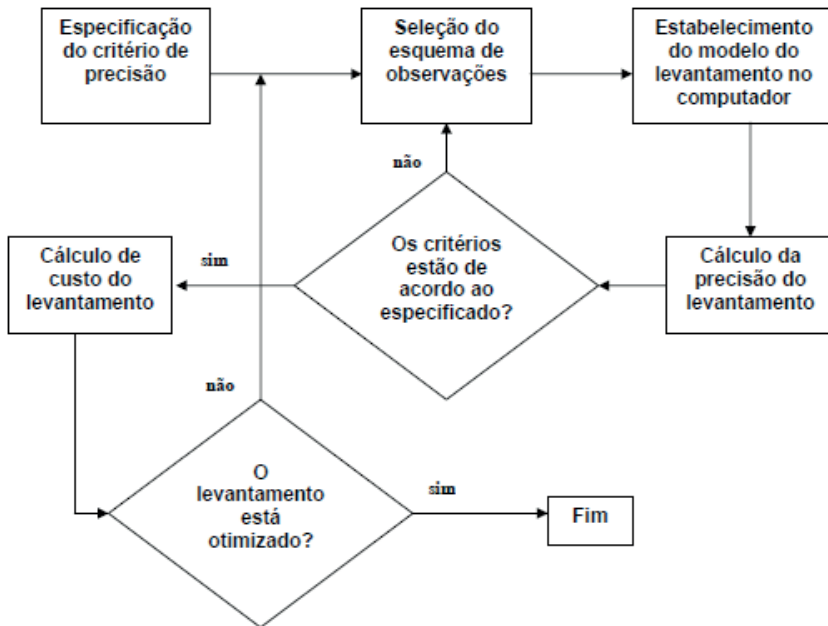 Especificação
do critério de
precisão
Seleção do
esquema de
observações
Estabelecimento
do modelo do
levantamento no
computador
não
Cálculo de
custo do
levantamento
sim
Os critérios
estão de
acordo ao
especificado?
Cálculo da
precisão do
levantamento
não
O
levantamento
está
otimizado?
sim
Fim